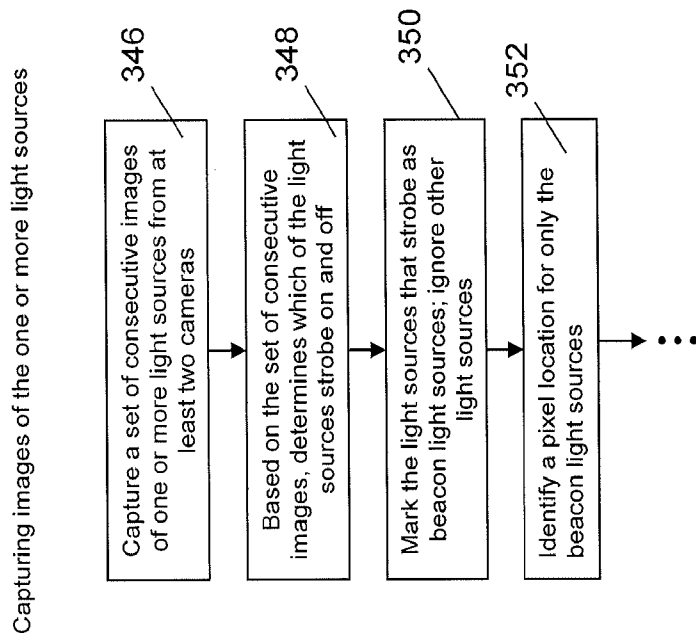 Capturing images of the one or more light sources
346
Capture a set of consecutive images
of one or more light sources from at
least two cameras
348
Based on the set of consecutive
images, determines which of the light
sources strobe on and off
350
Mark the light sources that strobe as
beacon light sources; ignore other
light sources
352
Identify a pixel location for only the
beacon light sources